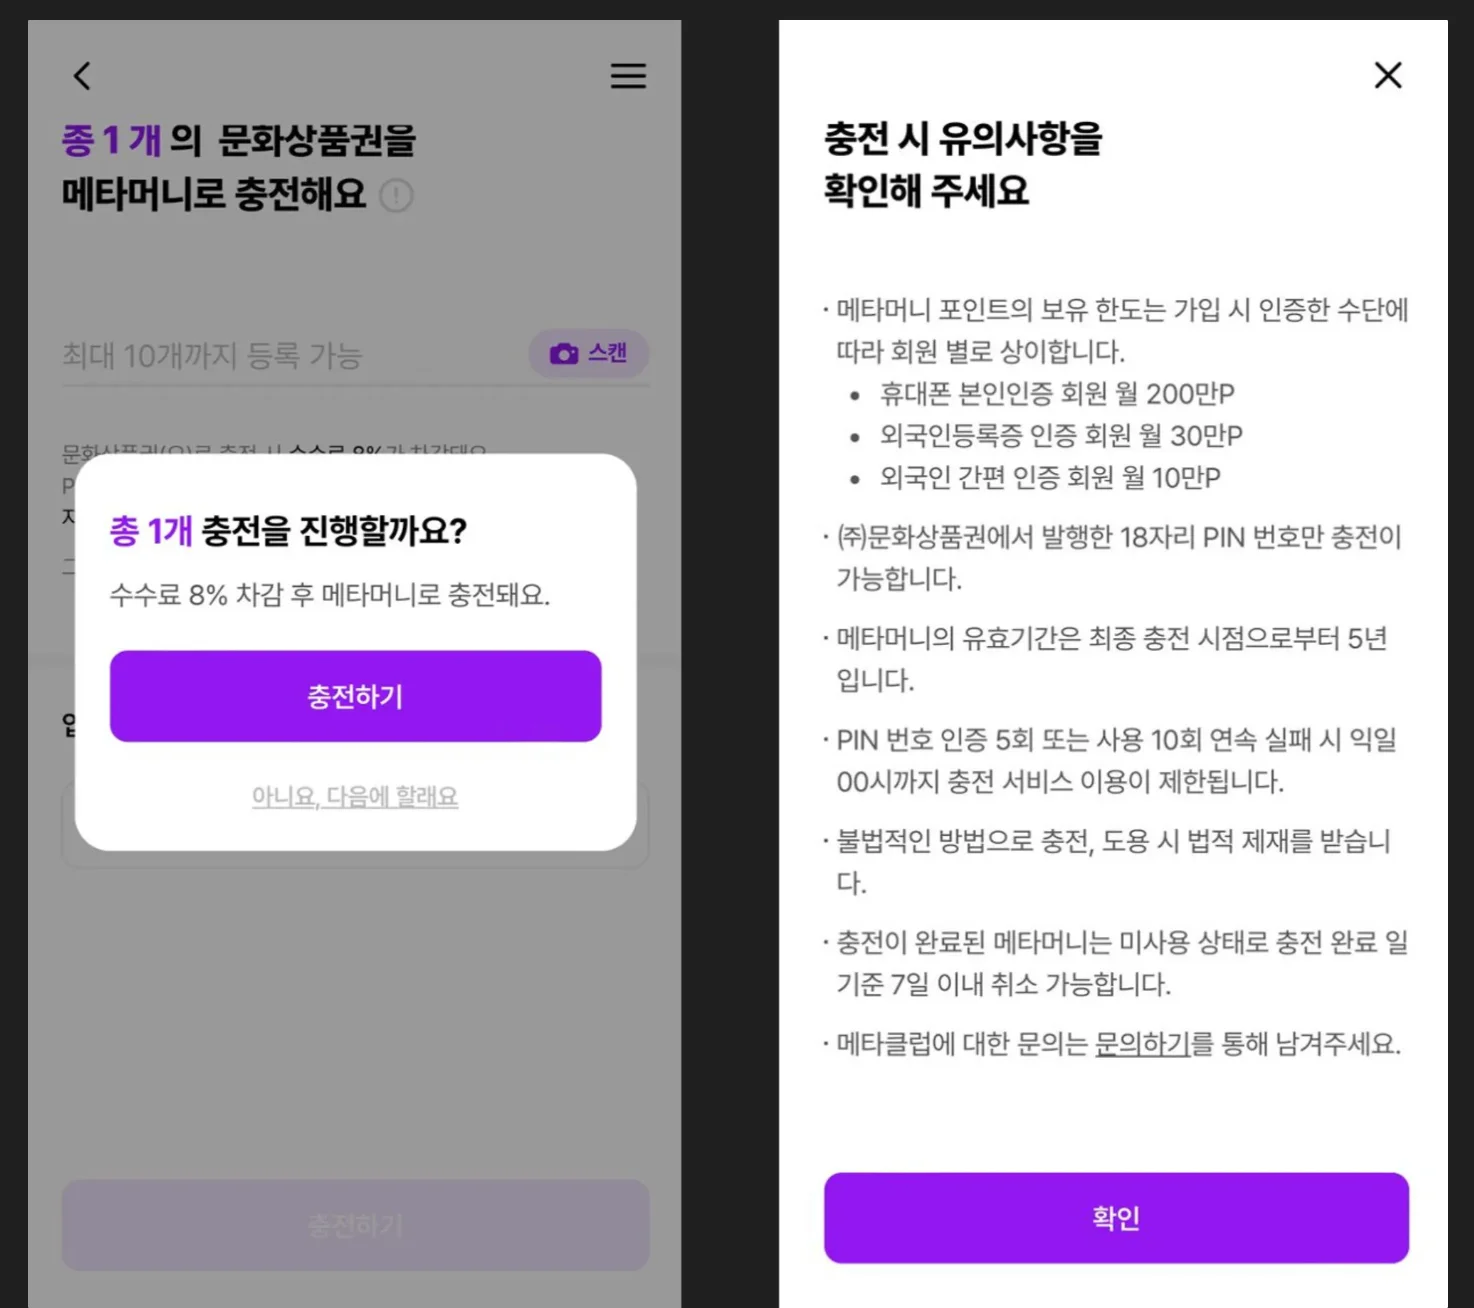 종 1 개 의 문화상품권을
메타머니로 충전해요
최대 10개까지 등록 가능
스캔
문화상품권(온)로 충전 시 수수료 8%가 차감돼요
P
총 1개 충전을 진행할까요?
수수료 8% 차감 후 메타머니로 충전돼요.
충전하기
아니요, 다음에 할래요
충전하기
충전 시 유의사항을
확인해 주세요
· 메타머니 포인트의 보유 한도는 가입 시 인증한 수단에
따라 회원 별로 상이합니다.
• 휴대폰 본인인증 회원 월 200만P
• 외국인등록증 인증 회원 월 30만P
• 외국인 간편 인증 회원 월 10만P
· ㈜문화상품권에서 발행한 18자리 PIN 번호만 충전이
가능합니다.
· 메타머니의 유효기간은 최종 충전 시점으로부터 5년
입니다.
· PIN 번호 인증 5회 또는 사용 10회 연속 실패 시 익일
00시까지 충전 서비스 이용이 제한됩니다.
· 불법적인 방법으로 충전, 도용 시 법적 제재를 받습니
다.
· 충전이 완료된 메타머니는 미사용 상태로 충전 완료 일
기준 7일 이내 취소 가능합니다.
· 메타클럽에 대한 문의는 문의하기를 통해 남겨주세요.
확인